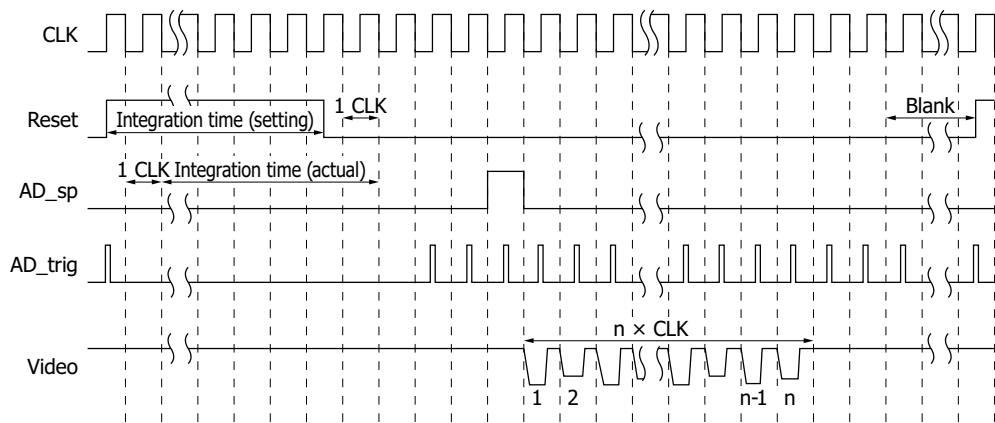 CLK
Reset
Integration time (setting)
1 CLK
Blank
1 CLK
Integration time (actual)
AD_sp
AD_trig
n × CLK
Video
1
2
n-1
n